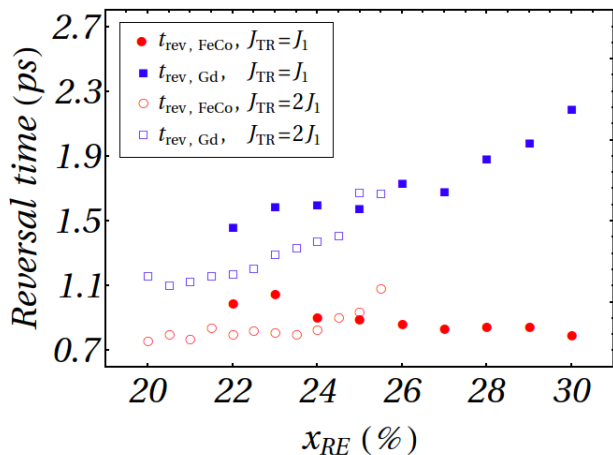 2.7
2.3
1.9
1.5
1.1
0.7
Reversal time (ps)
t_rev, FeCo, J_TR=J_1
t_rev, Gd, J_TR=J_1
t_rev, FeCo, J_TR=2J_1
t_rev, Gd, J_TR=2J_1
20 22 24 26 28 30
x_RE (%)